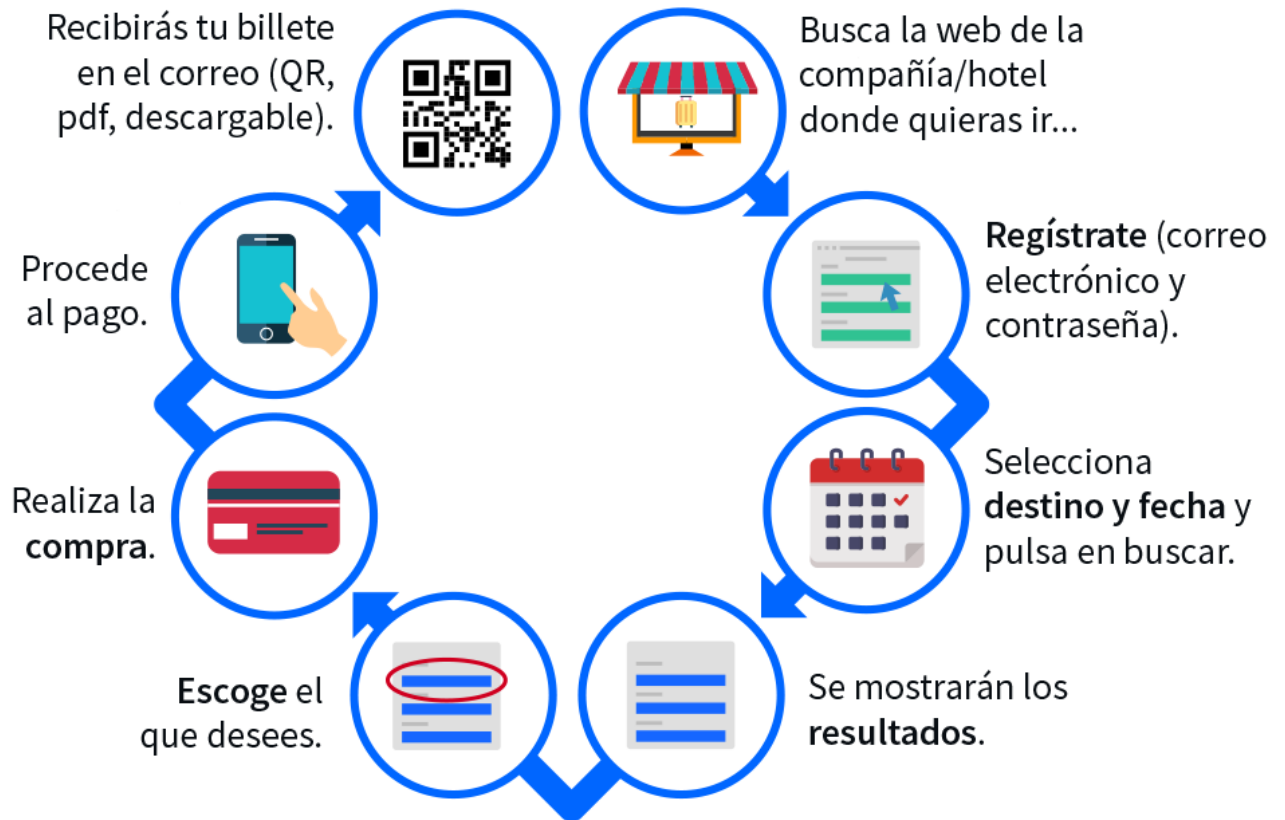 Busca la web de la
compañía/hotel
donde quieras ir...
Regístrate (correo
electrónico y
contraseña).
Selecciona
destino y fecha y
pulsa en buscar.
Se mostrarán los
resultados.
Escoge el
que desees.
Realiza la
compra.
Procede
al pago.
Recibirás tu billete
en el correo (QR,
pdf, descargable).